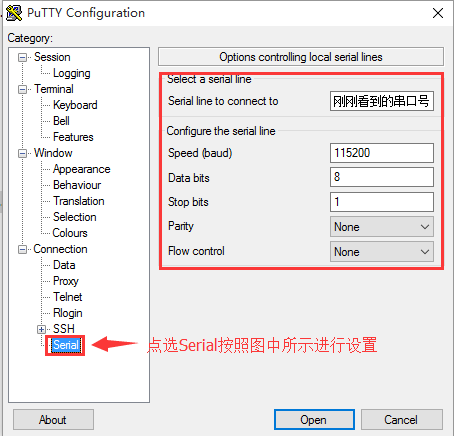 PuTTY Configuration
Category:
Session
Logging
Terminal
Keyboard
Bell
Features
Window
Appearance
Behaviour
Translation
Selection
Colours
Connection
Data
Proxy
Telnet
Rlogin
SSH
Serial
Options controlling local serial lines
Select a serial line
Serial line to connect to 刚刚看到的串口号
Configure the serial line
Speed (baud) 115200
Data bits 8
Stop bits 1
Parity None
Flow control None
点选Serial按照图中所示进行设置
About Open Cancel